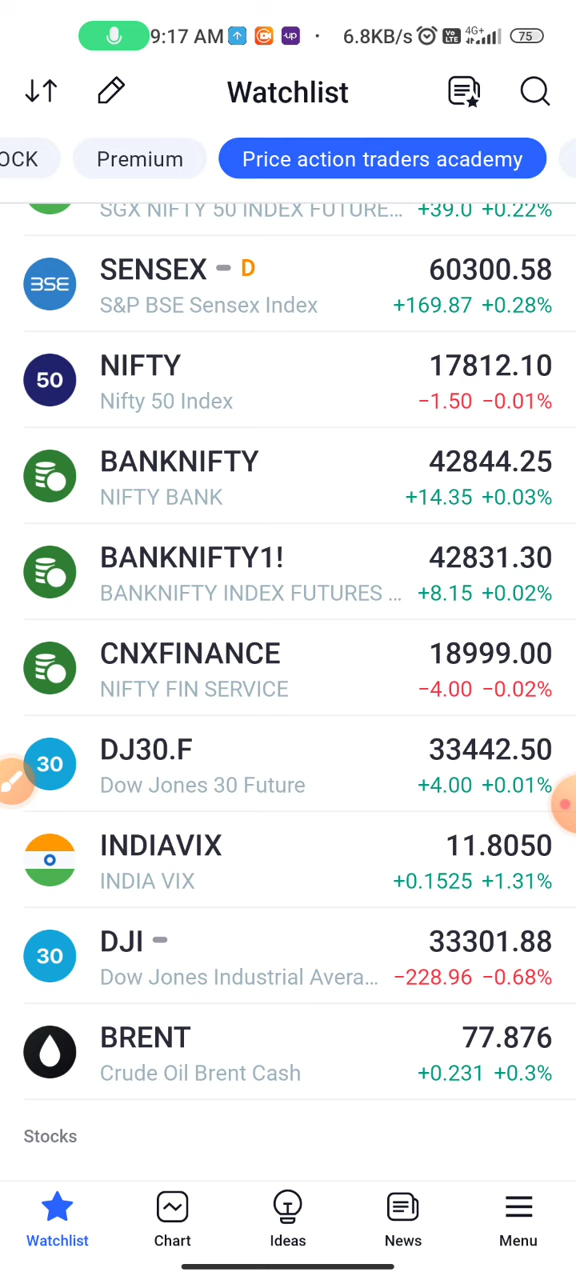 9:17 AM up · 6.8KB/s Vo LTE 4G+ 75
Watchlist
OCK Premium Price action traders academy
SGX NIFTY 50 INDEX FUTURE... +39.0 +0.22%
BSE SENSEX D 60300.58
S&P BSE Sensex Index +169.87 +0.28%
50 NIFTY 17812.10
Nifty 50 Index −1.50 −0.01%
BANKNIFTY 42844.25
NIFTY BANK +14.35 +0.03%
BANKNIFTY1! 42831.30
BANKNIFTY INDEX FUTURES ... +8.15 +0.02%
CNXFINANCE 18999.00
NIFTY FIN SERVICE −4.00 −0.02%
30 DJ30.F 33442.50
Dow Jones 30 Future +4.00 +0.01%
INDIAVIX 11.8050
INDIA VIX +0.1525 +1.31%
30 DJI 33301.88
Dow Jones Industrial Avera... −228.96 −0.68%
BRENT 77.876
Crude Oil Brent Cash +0.231 +0.3%
Stocks
Watchlist Chart Ideas News Menu